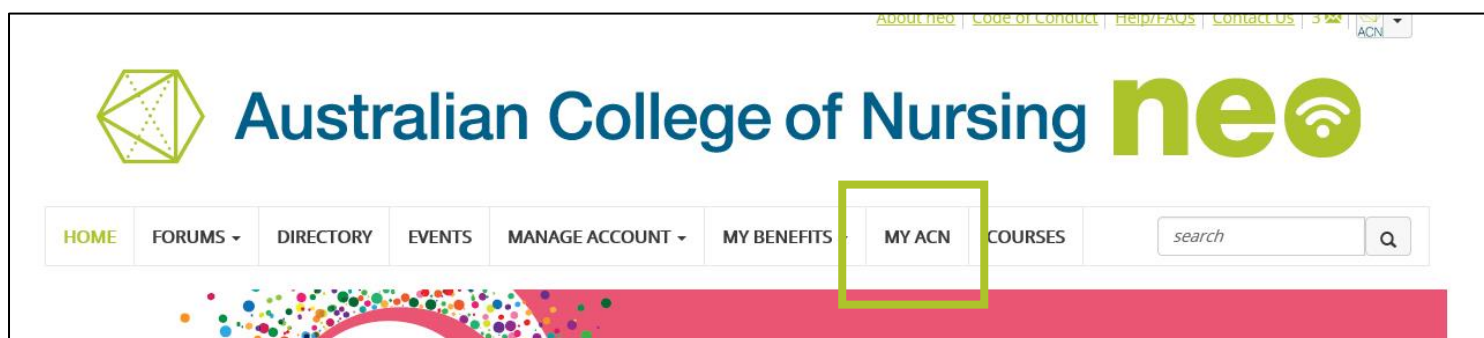 About neo | Code of Conduct | Help/FAQs | Contact Us | 3
ACN
Australian College of Nursing neo
HOME FORUMS DIRECTORY EVENTS MANAGE ACCOUNT MY BENEFITS MY ACN COURSES search